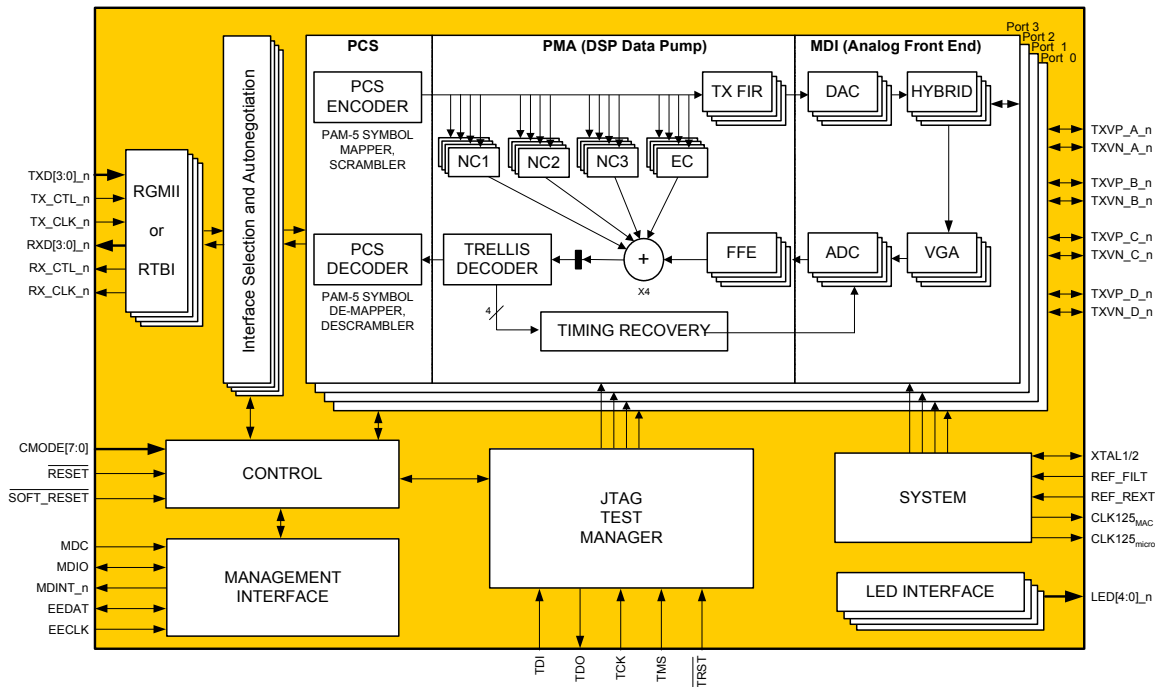 Port 3
Port 2
Port 1
Port 0
PCS
PMA (DSP Data Pump)
MDI (Analog Front End)
Interface Selection and Autonegotiation
PCS
ENCODER
PAM-5 SYMBOL
MAPPER,
SCRAMBLER
TX FIR
DAC
HYBRID
NC1
NC2
NC3
EC
TXD[3:0]_n
TX_CTL_n
TX_CLK_n
RXD[3:0]_n
RX_CTL_n
RX_CLK_n
RGMII
or
RTBI
PCS
DECODER
PAM-5 SYMBOL
DE-MAPPER,
DESCRAMBLER
TRELLIS
DECODER
+
X4
FFE
ADC
VGA
4
TIMING RECOVERY
TXVP_A_n
TXVN_A_n
TXVP_B_n
TXVN_B_n
TXVP_C_n
TXVN_C_n
TXVP_D_n
TXVN_D_n
CMODE[7:0]
RESET
SOFT_RESET
CONTROL
MDC
MDIO
MDINT_n
EEDAT
EECLK
MANAGEMENT
INTERFACE
JTAG
TEST
MANAGER
TDI
TDO
TCK
TMS
TRST
SYSTEM
XTAL1/2
REF_FILT
REF_REXT
CLK125MAC
CLK125micro
LED INTERFACE
LED[4:0]_n